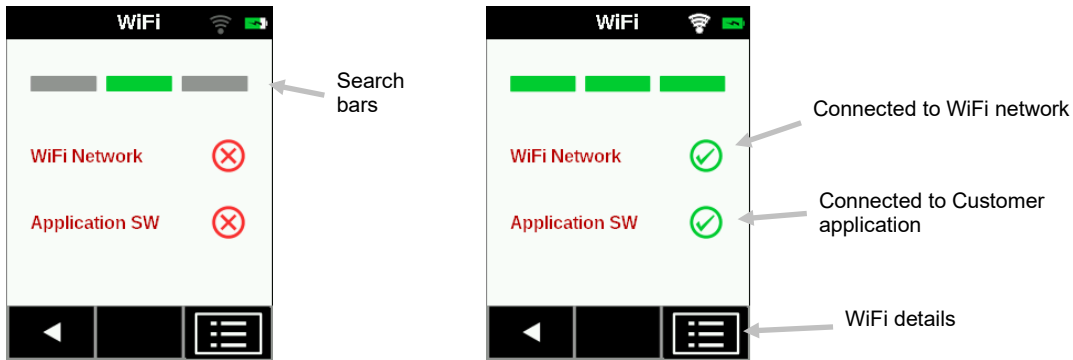 WiFi
Search
bars
WiFi Network
Application SW
WiFi
Connected to WiFi network
WiFi Network
Connected to Customer
application
Application SW
WiFi details